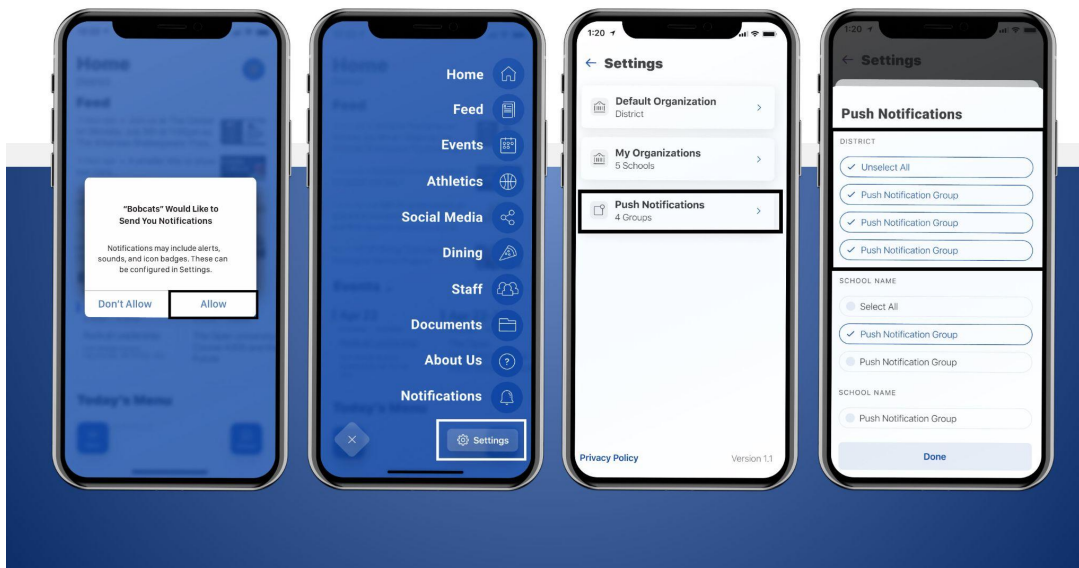 Home
Feed
"Bobcats" Would Like to
Send You Notifications
Notifications may include alerts,
sounds, and icon badges. These can
be configured in Settings.
Don't Allow
Allow
Today's Menu
Home
Feed
Events
Athletics
Social Media
Dining
Staff
Documents
About Us
Notifications
Settings
1:20
← Settings
Default Organization
District
My Organizations
5 Schools
Push Notifications
4 Groups
Privacy Policy
Version 1.1
1:20
← Settings
Push Notifications
DISTRICT
Unselect All
Push Notification Group
Push Notification Group
Push Notification Group
SCHOOL NAME
Select All
Push Notification Group
Push Notification Group
SCHOOL NAME
Push Notification Group
Done